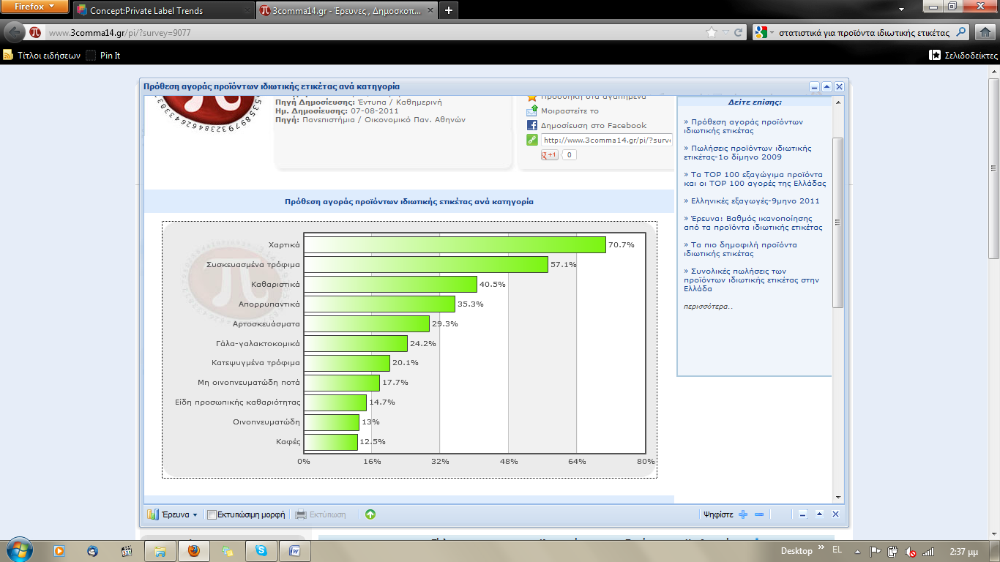 Firefox
Concept:Private Label Trends
3comma14.gr - Έρευνες , Δημοσκοπ...
www.3comma14.gr/pi/?survey=9077
στατιστικά για προϊόντα ιδιωτικής ετικέτας
Τίτλοι ειδήσεων
Pin It
Σελιδοδείκτες
Πρόθεση αγοράς προϊόντων ιδιωτικής ετικέτας ανά κατηγορία
Πηγή Δημοσίευσης: Έντυπα / Καθημερινή
Ημ. Δημοσίευσης: 07-08-2011
Πηγή: Πανεπιστήμια / Οικονομικό Παν. Αθηνών
Προσθήκη στα αγαπημένα
Μοιραστείτε το
Δημοσίευση στο Facebook
http://www.3comma14.gr/pi/?surve
+1
0
Δείτε επίσης:
» Πρόθεση αγοράς προϊόντων
ιδιωτικής ετικέτας
» Πωλήσεις προϊόντων ιδιωτικής
ετικέτας-1ο δίμηνο 2009
» Τα TOP 100 εξαγώγιμα προϊόντα
και οι TOP 100 αγορές της Ελλάδας
» Ελληνικές εξαγωγές-9μηνο 2011
» Έρευνα: Βαθμός ικανοποίησης
από τα προϊόντα ιδιωτικής ετικέτας
» Τα πιο δημοφιλή προϊόντα
ιδιωτικής ετικέτας
» Συνολικές πωλήσεις των
προϊόντων ιδιωτικής ετικέτας στην
Ελλάδα
περισσότερα..
Πρόθεση αγοράς προϊόντων ιδιωτικής ετικέτας ανά κατηγορία
Χαρτικά 70.7%
Συσκευασμένα τρόφιμα 57.1%
Καθαριστικά 40.5%
Απορρυπαντικά 35.3%
Αρτοσκευάσματα 29.3%
Γάλα-γαλακτοκομικά 24.2%
Κατεψυγμένα τρόφιμα 20.1%
Μη οινοπνευματώδη ποτά 17.7%
Είδη προσωπικής καθαριότητας 14.7%
Οινοπνευματώδη 13%
Καφές 12.5%
0% 16% 32% 48% 64% 80%
Έρευνα
Εκτυπώσιμη μορφή
Εκτύπωση
Ψηφίστε
Desktop
EL
2:37 μμ